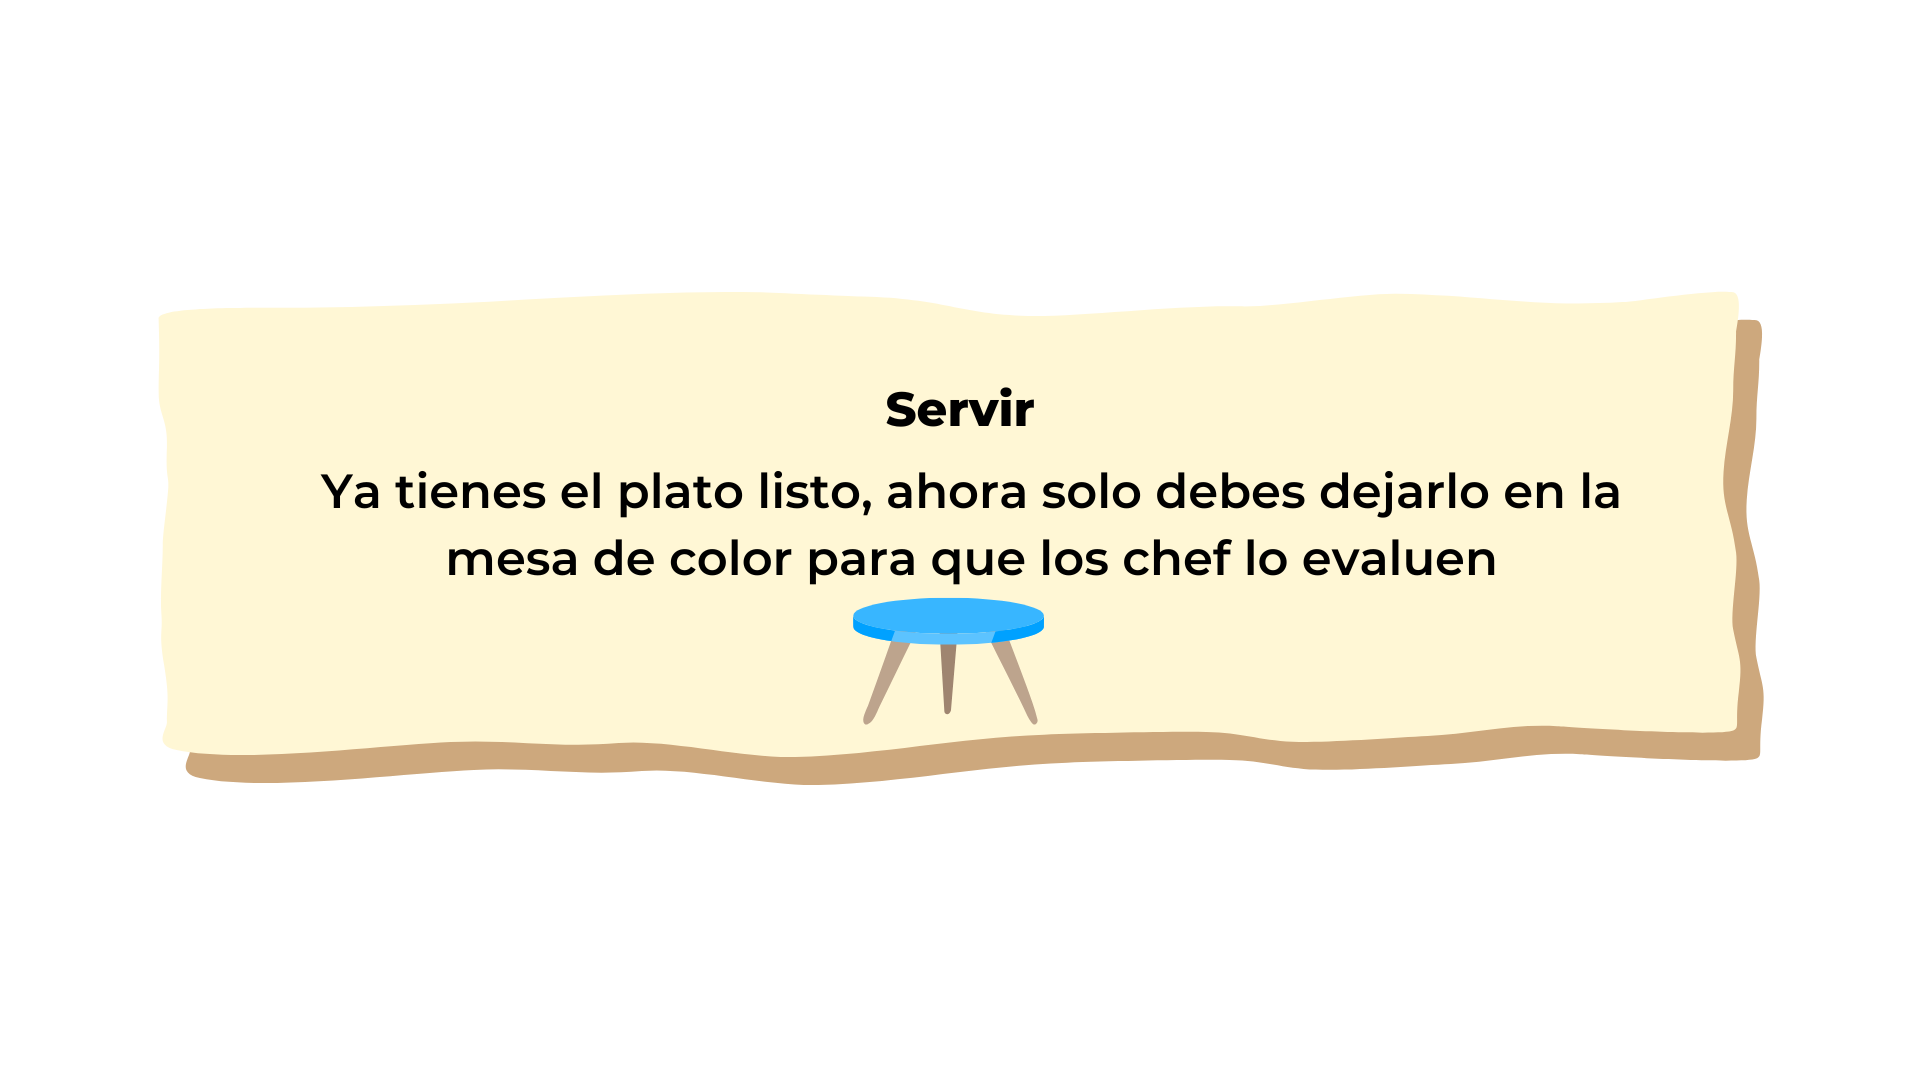 Servir
Ya tienes el plato listo, ahora solo debes dejarlo en la
mesa de color para que los chef lo evaluen